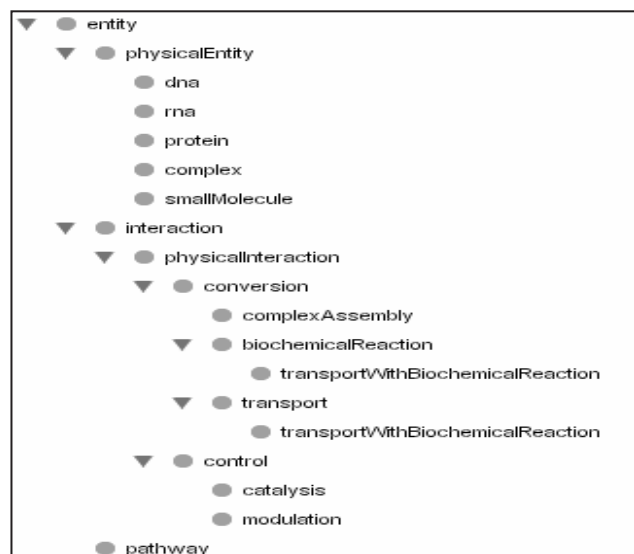 entity
physicalEntity
dna
rna
protein
complex
smallMolecule
interaction
physicalInteraction
conversion
complexAssembly
biochemicalReaction
transportWithBiochemicalReaction
transport
transportWithBiochemicalReaction
control
catalysis
modulation
pathway